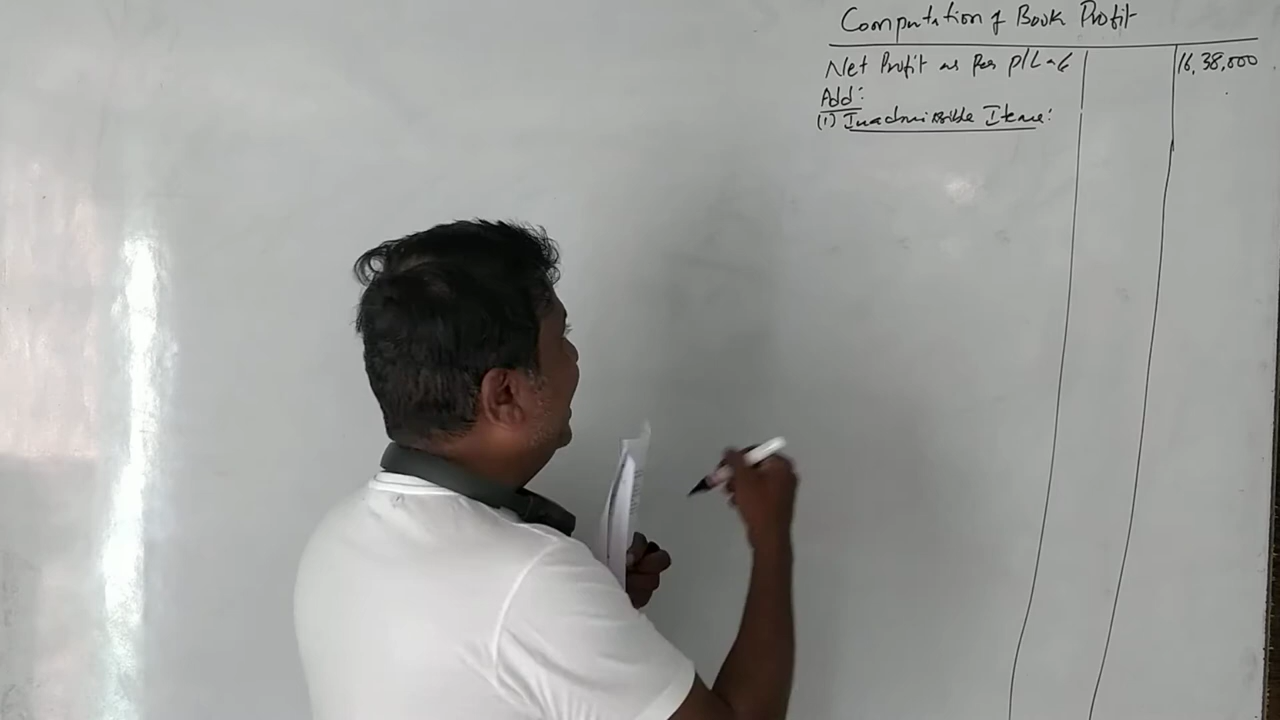 Computation of Book Profit
Net Profit as per P/L a/c 16,38,000
Add:
(1) Inadmissible Items: